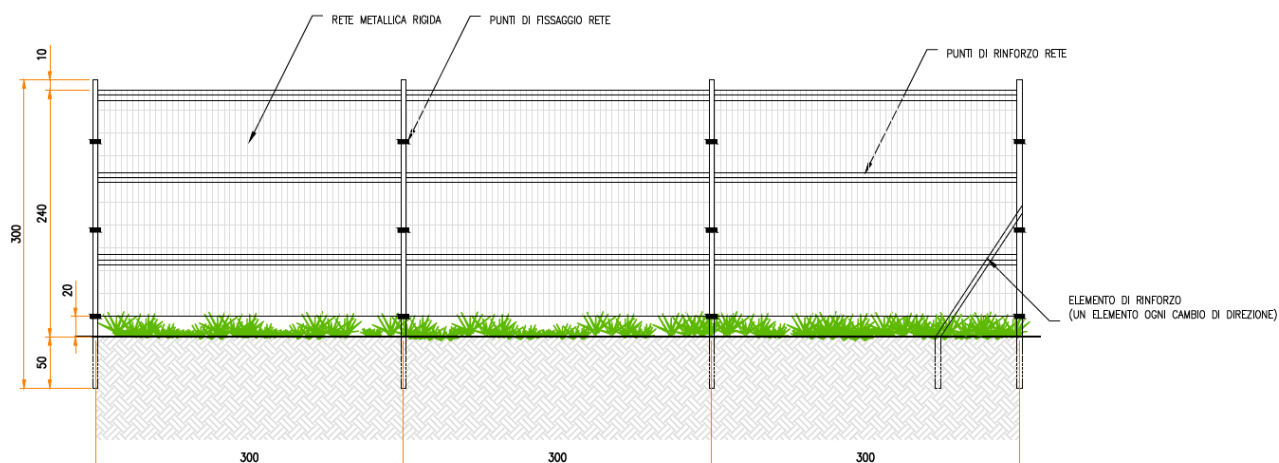 RETE METALLICA RIGIDA
PUNTI DI FISSAGGIO RETE
PUNTI DI RINFORZO RETE
10
300
240
20
50
ELEMENTO DI RINFORZO
(UN ELEMENTO OGNI CAMBIO DI DIREZIONE)
300
300
300